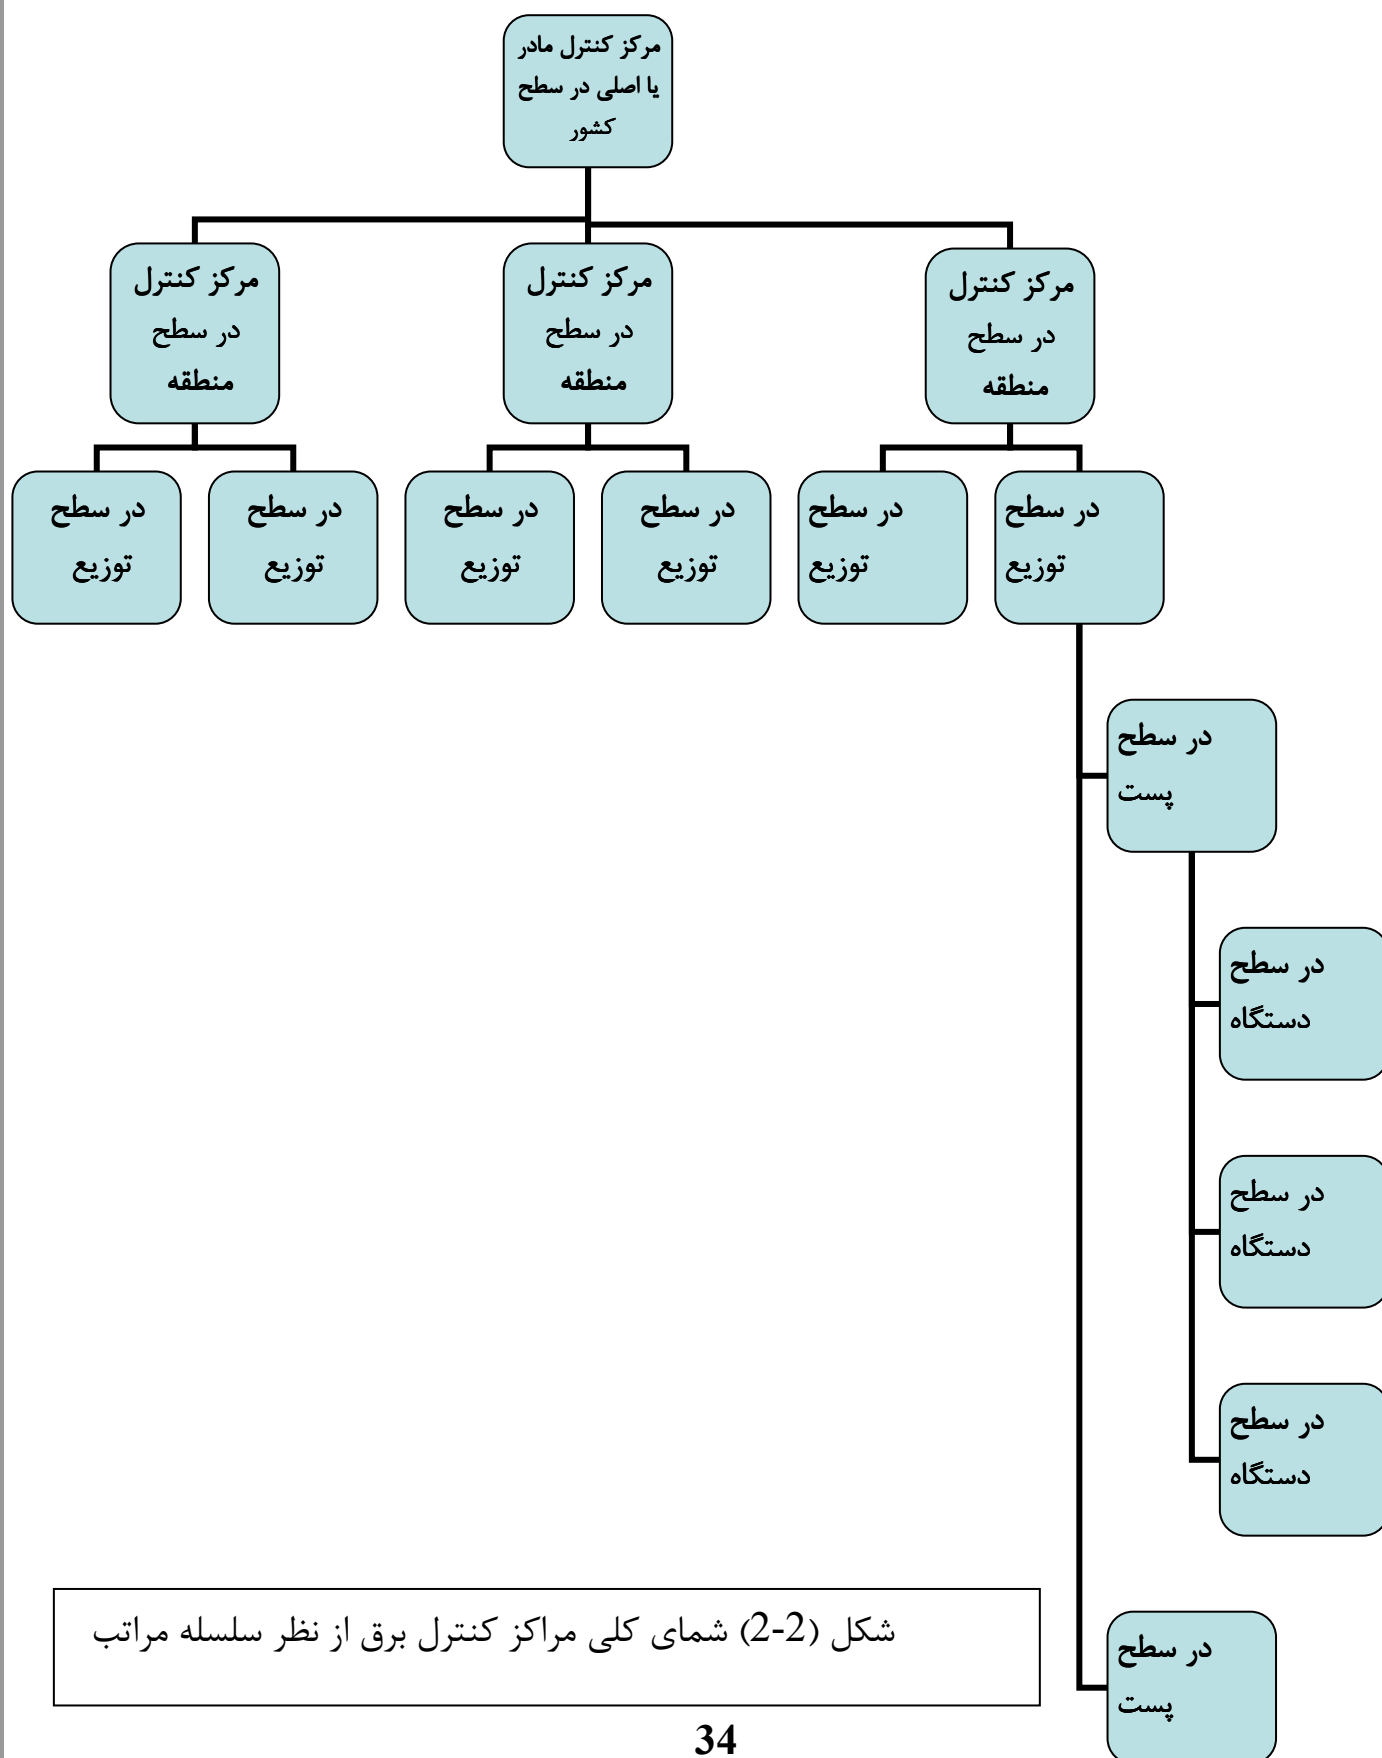 مرکز کنترل مادر
یا اصلی در سطح
کشور
مرکز کنترل
در سطح
منطقه
مرکز کنترل
در سطح
منطقه
مرکز کنترل
در سطح
منطقه
در سطح
توزیع
در سطح
توزیع
در سطح
توزیع
در سطح
توزیع
در سطح
توزیع
در سطح
توزیع
در سطح
پست
در سطح
دستگاه
در سطح
دستگاه
در سطح
دستگاه
در سطح
پست
شکل (2-2) شمای کلی مراکز کنترل برق از نظر سلسله مراتب
34